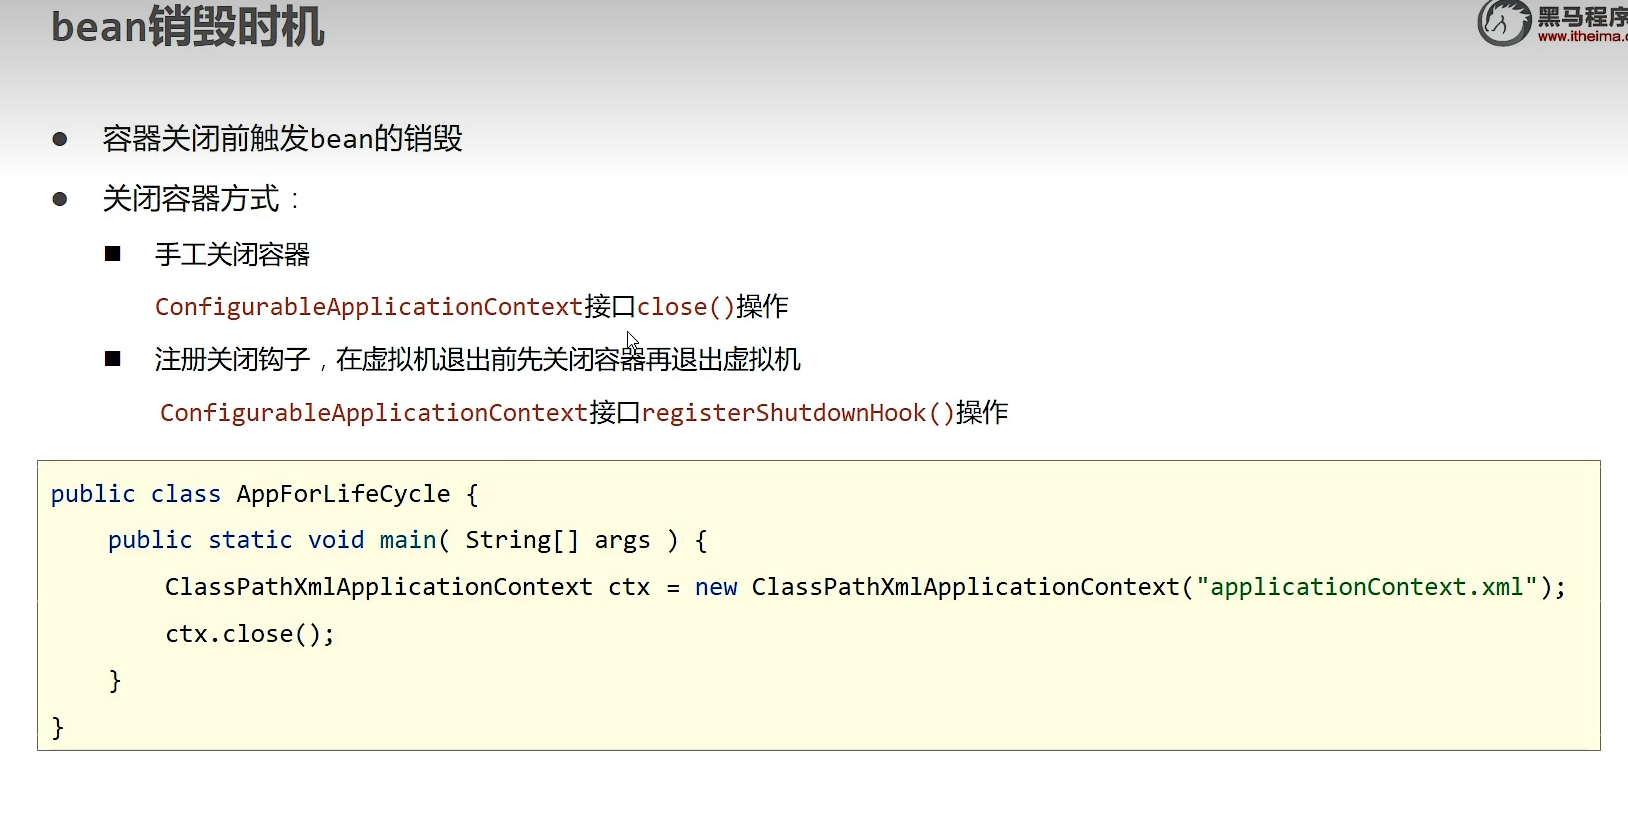 bean销毁时机
黑马程序
www.itheima.
容器关闭前触发bean的销毁
关闭容器方式：
手工关闭容器
ConfigurableApplicationContext接口close()操作
注册关闭钩子，在虚拟机退出前先关闭容器再退出虚拟机
ConfigurableApplicationContext接口registerShutdownHook()操作
public class AppForLifeCycle {
    public static void main( String[] args ) {
        ClassPathXmlApplicationContext ctx = new ClassPathXmlApplicationContext("applicationContext.xml");
        ctx.close();
    }
}